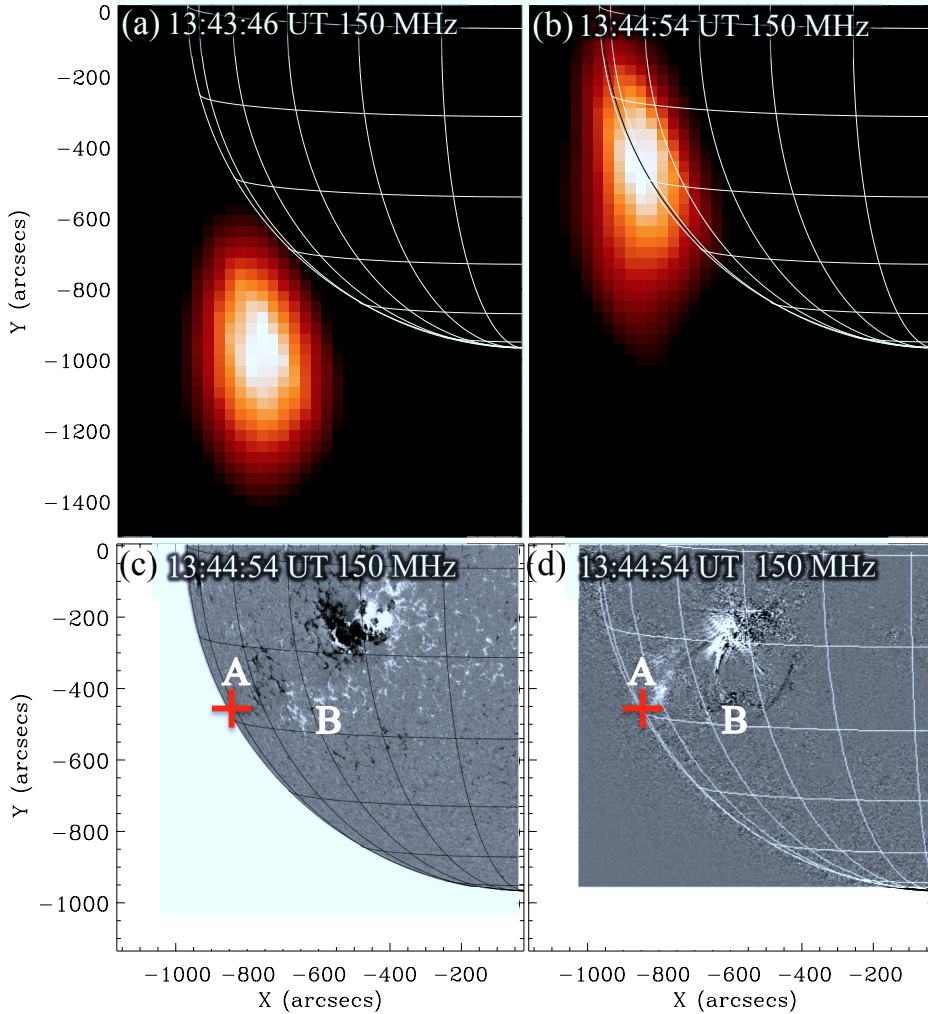 (a) 13:43:46 UT 150 MHz
(b) 13:44:54 UT 150 MHz
0
−200
−400
−600
−800
−1000
−1200
−1400
Y (arcsecs)
(c) 13:44:54 UT 150 MHz
(d) 13:44:54 UT 150 MHz
0
−200
−400
−600
−800
−1000
Y (arcsecs)
A
B
A
B
−1000 −800 −600 −400 −200
X (arcsecs)
−1000 −800 −600 −400 −200
X (arcsecs)